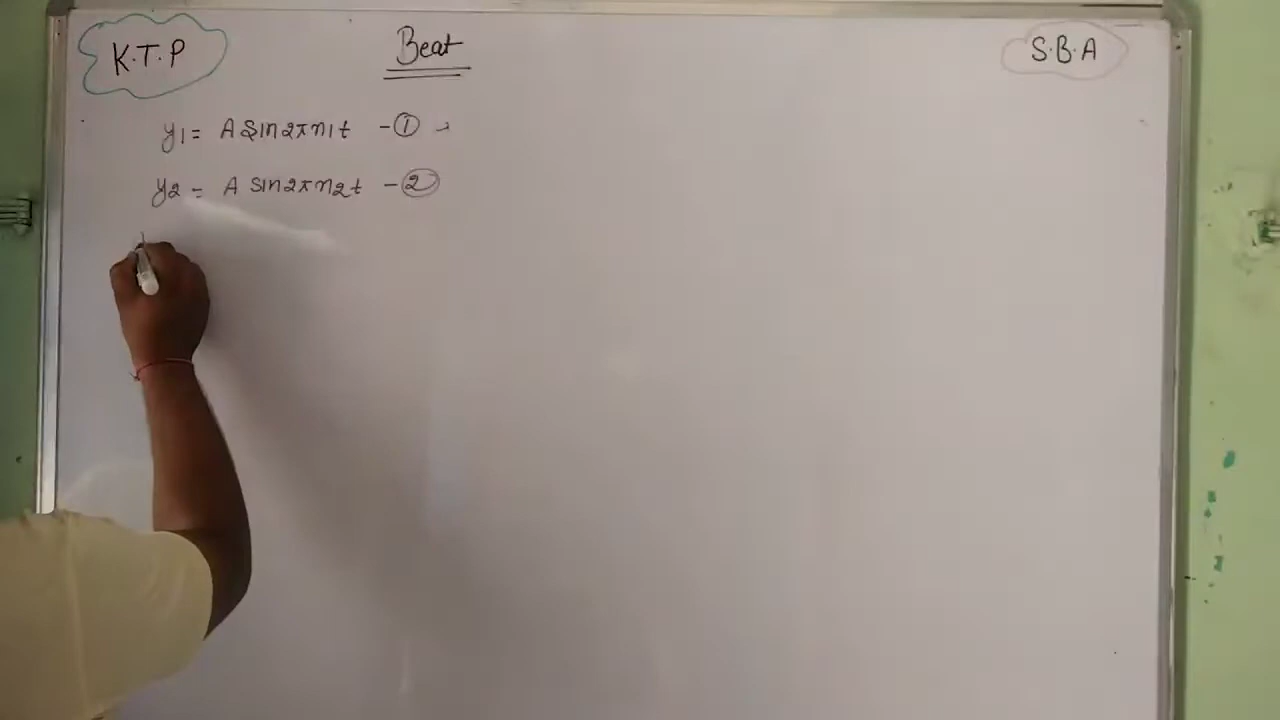 K.T.P
Beat
S.B.A
y1 = A sin2πn1t - ①
y2 = A sin2πn2t - ②